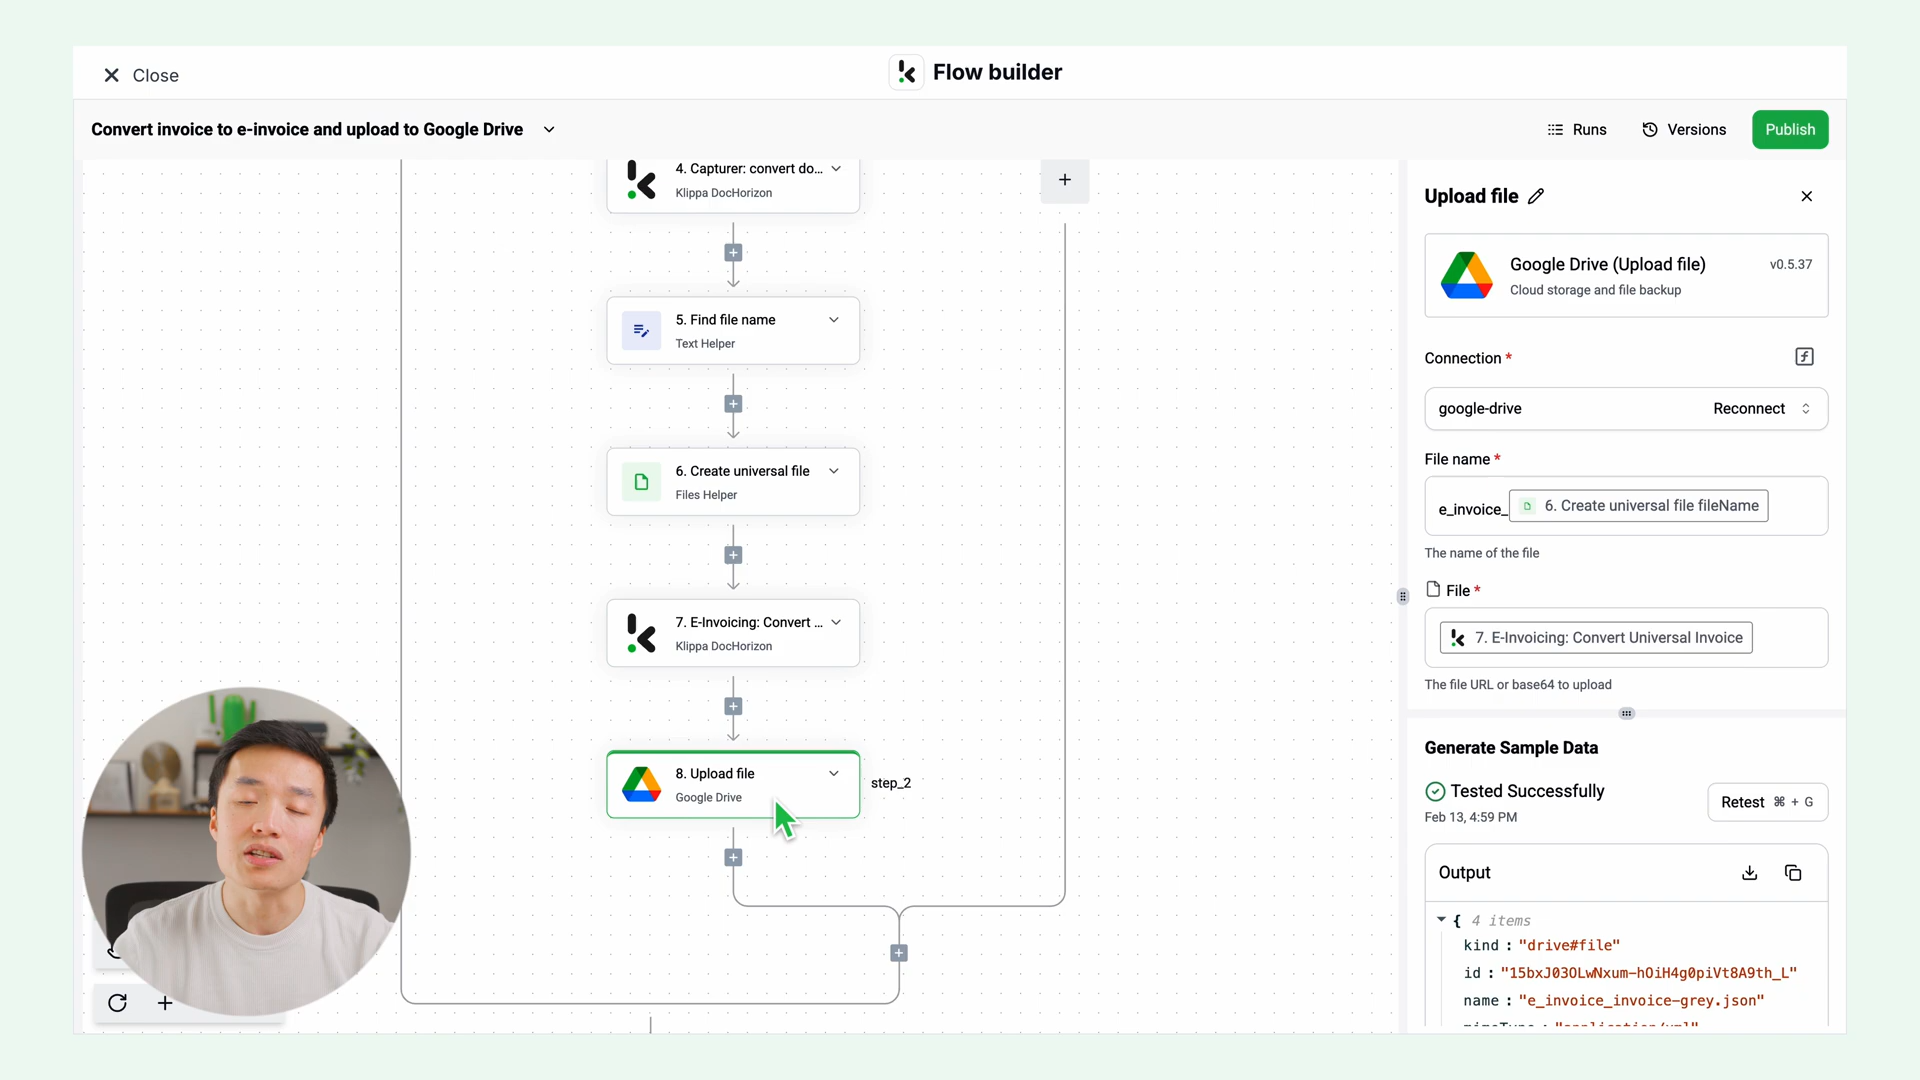 Close
Flow builder
Convert invoice to e-invoice and upload to Google Drive
Runs
Versions
Publish
4. Capturer: convert do...
Klippa DocHorizon
5. Find file name
Text Helper
6. Create universal file
Files Helper
7. E-Invoicing: Convert ...
Klippa DocHorizon
8. Upload file
Google Drive
step_2
Upload file
Google Drive (Upload file)
v0.5.37
Cloud storage and file backup
Connection *
google-drive
Reconnect
File name *
e_invoice_ 6. Create universal file fileName
The name of the file
File *
7. E-Invoicing: Convert Universal Invoice
The file URL or base64 to upload
Generate Sample Data
Tested Successfully
Feb 13, 4:59 PM
Retest ⌘ + G
Output
{ 4 items
kind : "drive#file"
id : "15bxJ03OLwNxum-hOiH4g0piVt8A9th_L"
name : "e_invoice_invoice-grey.json"
mimeType : "application/xml"